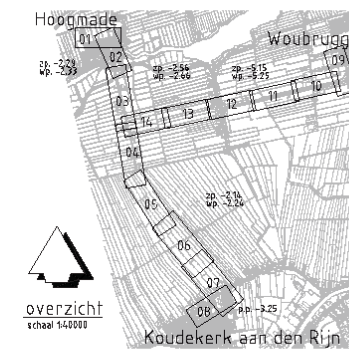 Hoogmade
01
02
Woubrugg
09
zp. -2.29
wp. -2.33
zp. -2.56
wp. -2.66
zp. -5.15
wp. -5.25
03
10
11
12
13
14
04
05
zp. -2.14
wp. -2.24
06
07
08
p.p. -3.25
overzicht
schaal 1:40000
Koudekerk aan den Rijn